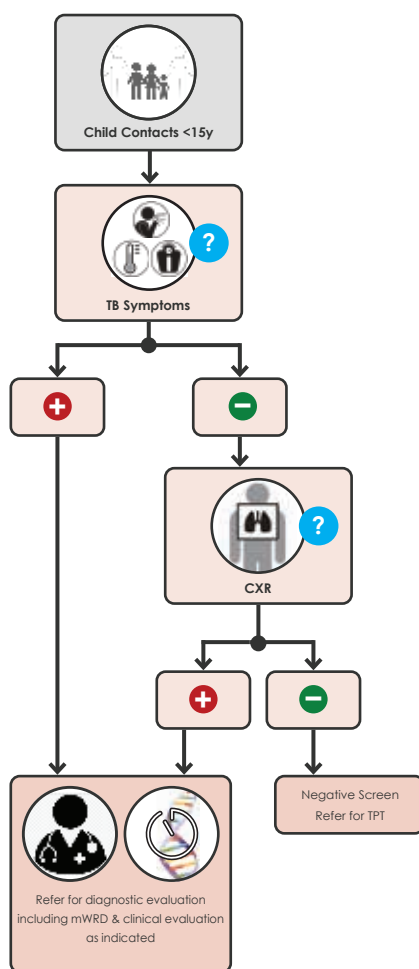 Child Contacts <15y
?
TB Symptoms
?
CXR
Negative Screen
Refer for TPT
Refer for diagnostic evaluation
including mWRD & clinical evaluation
as indicated